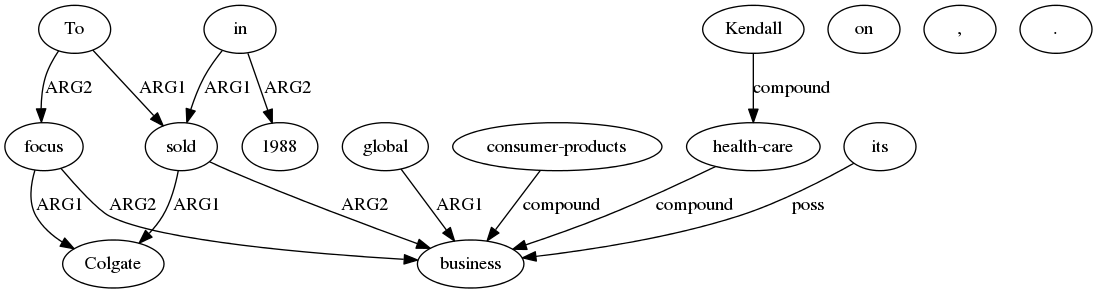 To in Kendall on , .
ARG2 ARG1 ARG1 ARG2 compound
focus sold 1988 global consumer-products health-care its
ARG1 ARG2 ARG1 ARG2 ARG1 compound compound poss
Colgate business